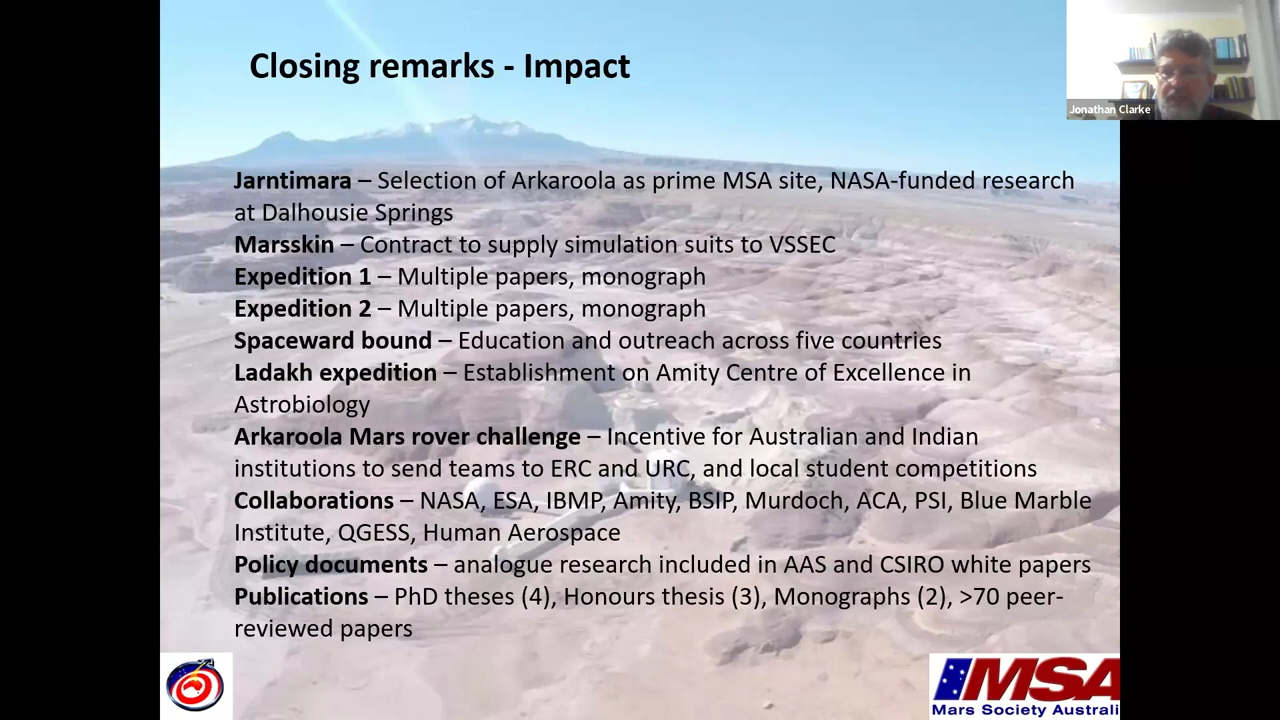 Closing remarks - Impact
Jonathan Clarke
Jarntimara – Selection of Arkaroola as prime MSA site, NASA-funded research
at Dalhousie Springs
Marsskin – Contract to supply simulation suits to VSSEC
Expedition 1 – Multiple papers, monograph
Expedition 2 – Multiple papers, monograph
Spaceward bound – Education and outreach across five countries
Ladakh expedition – Establishment on Amity Centre of Excellence in
Astrobiology
Arkaroola Mars rover challenge – Incentive for Australian and Indian
institutions to send teams to ERC and URC, and local student competitions
Collaborations – NASA, ESA, IBMP, Amity, BSIP, Murdoch, ACA, PSI, Blue Marble
Institute, QGESS, Human Aerospace
Policy documents – analogue research included in AAS and CSIRO white papers
Publications – PhD theses (4), Honours thesis (3), Monographs (2), >70 peer-
reviewed papers
MSA
Mars Society Australi